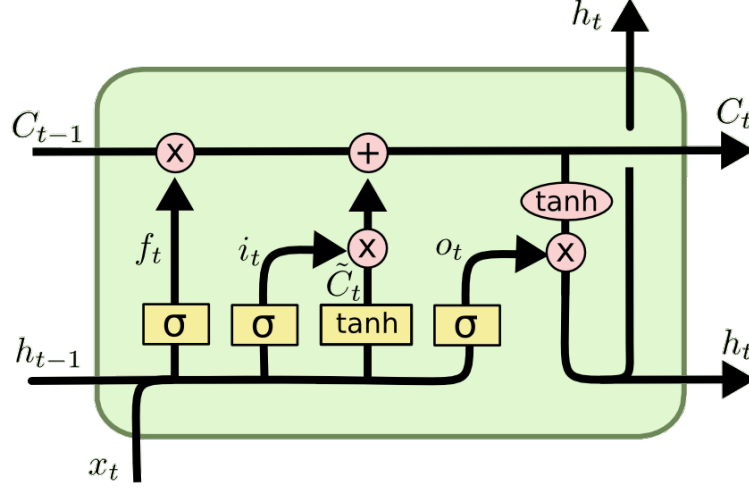 h_t
C_{t-1}
x
+
C_t
tanh
f_t
i_t
x
o_t
x
C̃_t
σ
σ
tanh
σ
h_{t-1}
h_t
x_t